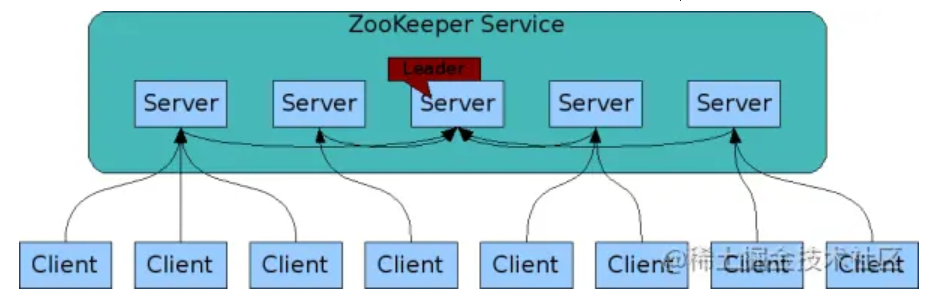 ZooKeeper Service
Leader
Server Server Server Server Server
Client Client Client Client Client Client Client Client
@稀土掘金技术社区